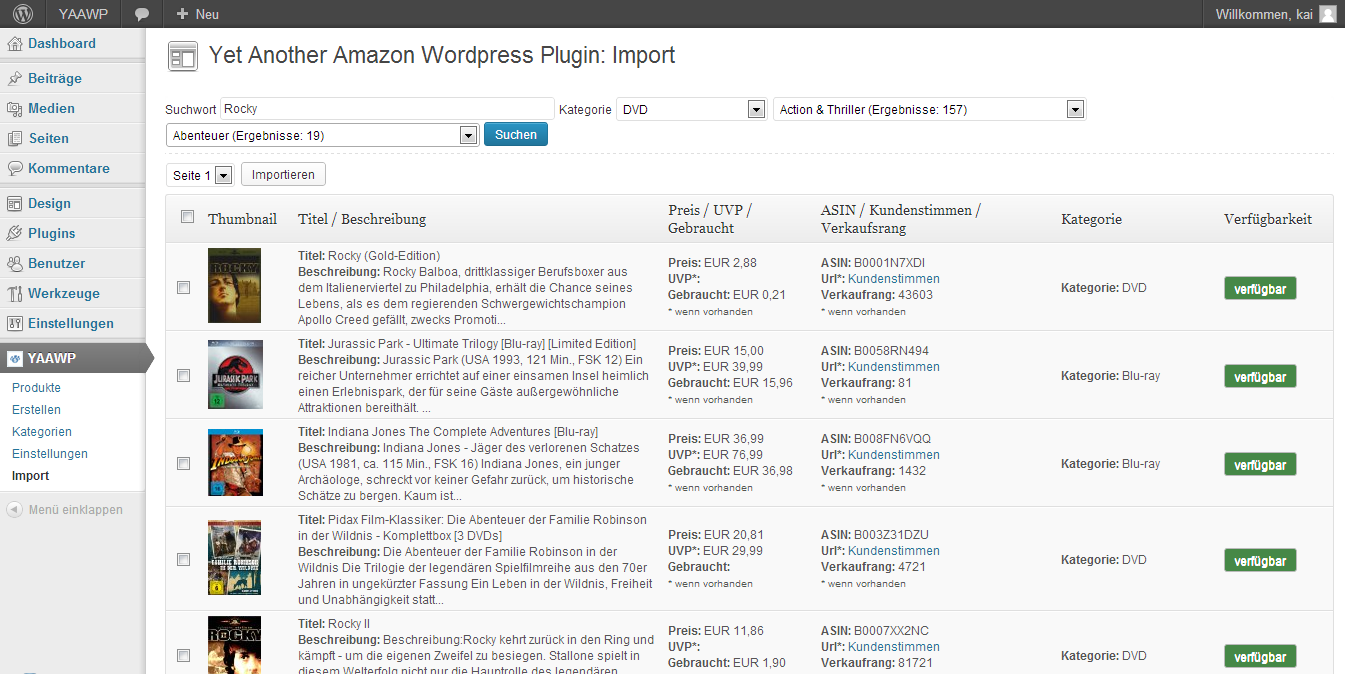 YAAWP
Neu
Willkommen, kai
Dashboard
Beiträge
Medien
Seiten
Kommentare
Design
Plugins
Benutzer
Werkzeuge
Einstellungen
YAAWP
Produkte
Erstellen
Kategorien
Einstellungen
Import
Menü einklappen
Yet Another Amazon Wordpress Plugin: Import
Suchwort Rocky Kategorie DVD Action & Thriller (Ergebnisse: 157)
Abenteuer (Ergebnisse: 19) Suchen
Seite 1 Importieren
Thumbnail
Titel / Beschreibung
Preis / UVP /
Gebraucht
ASIN / Kundenstimmen /
Verkaufsrang
Kategorie
Verfügbarkeit
ROCKY
Titel: Rocky (Gold-Edition)
Beschreibung: Rocky Balboa, drittklassiger Berufsboxer aus
dem Italienerviertel zu Philadelphia, erhält die Chance seines
Lebens, als es dem regierenden Schwergewichtschampion
Apollo Creed gefällt, zwecks Promoti...
Preis: EUR 2,88
UVP*:
Gebraucht: EUR 0,21
* wenn vorhanden
ASIN: B0001N7XDI
Url*: Kundenstimmen
Verkaufrang: 43603
* wenn vorhanden
Kategorie: DVD
verfügbar
JURASSIC PARK
Titel: Jurassic Park - Ultimate Trilogy [Blu-ray] [Limited Edition]
Beschreibung: Jurassic Park (USA 1993, 121 Min., FSK 12) Ein
reicher Unternehmer errichtet auf einer einsamen Insel heimlich
einen Erlebnispark, der für seine Gäste außergewöhnliche
Attraktionen bereithält. ...
Preis: EUR 15,00
UVP*: EUR 39,99
Gebraucht: EUR 15,96
* wenn vorhanden
ASIN: B0058RN494
Url*: Kundenstimmen
Verkaufrang: 81
* wenn vorhanden
Kategorie: Blu-ray
verfügbar
INDIANA JONES
Titel: Indiana Jones The Complete Adventures [Blu-ray]
Beschreibung: Indiana Jones - Jäger des verlorenen Schatzes
(USA 1981, ca. 115 Min., FSK 16) Indiana Jones, ein junger
Archäologe, schreckt vor keiner Gefahr zurück, um historische
Schätze zu bergen. Kaum ist...
Preis: EUR 36,99
UVP*: EUR 76,99
Gebraucht: EUR 36,98
* wenn vorhanden
ASIN: B008FN6VQQ
Url*: Kundenstimmen
Verkaufrang: 1432
* wenn vorhanden
Kategorie: Blu-ray
verfügbar
FAMILIE ROBINSON
IN DER WILDNIS
Titel: Pidax Film-Klassiker: Die Abenteuer der Familie Robinson
in der Wildnis - Komplettbox [3 DVDs]
Beschreibung: Die Abenteuer der Familie Robinson in der
Wildnis Die Trilogie der legendären Spielfilmreihe aus den 70er
Jahren in ungekürzter Fassung Ein Leben in der Wildnis, Freiheit
und Unabhängigkeit statt...
Preis: EUR 20,81
UVP*: EUR 29,99
Gebraucht:
* wenn vorhanden
ASIN: B003Z31DZU
Url*: Kundenstimmen
Verkaufrang: 4721
* wenn vorhanden
Kategorie: DVD
verfügbar
ROCKY
Titel: Rocky II
Beschreibung: Beschreibung:Rocky kehrt zurück in den Ring und
kämpft - um die eigenen Zweifel zu besiegen. Stallone spielt in
diesem Welterfolg nicht nur die Hauptrolle des legendären
Preis: EUR 11,86
UVP*:
Gebraucht: EUR 1,90
ASIN: B0007XX2NC
Url*: Kundenstimmen
Verkaufrang: 81721
Kategorie: DVD
verfügbar